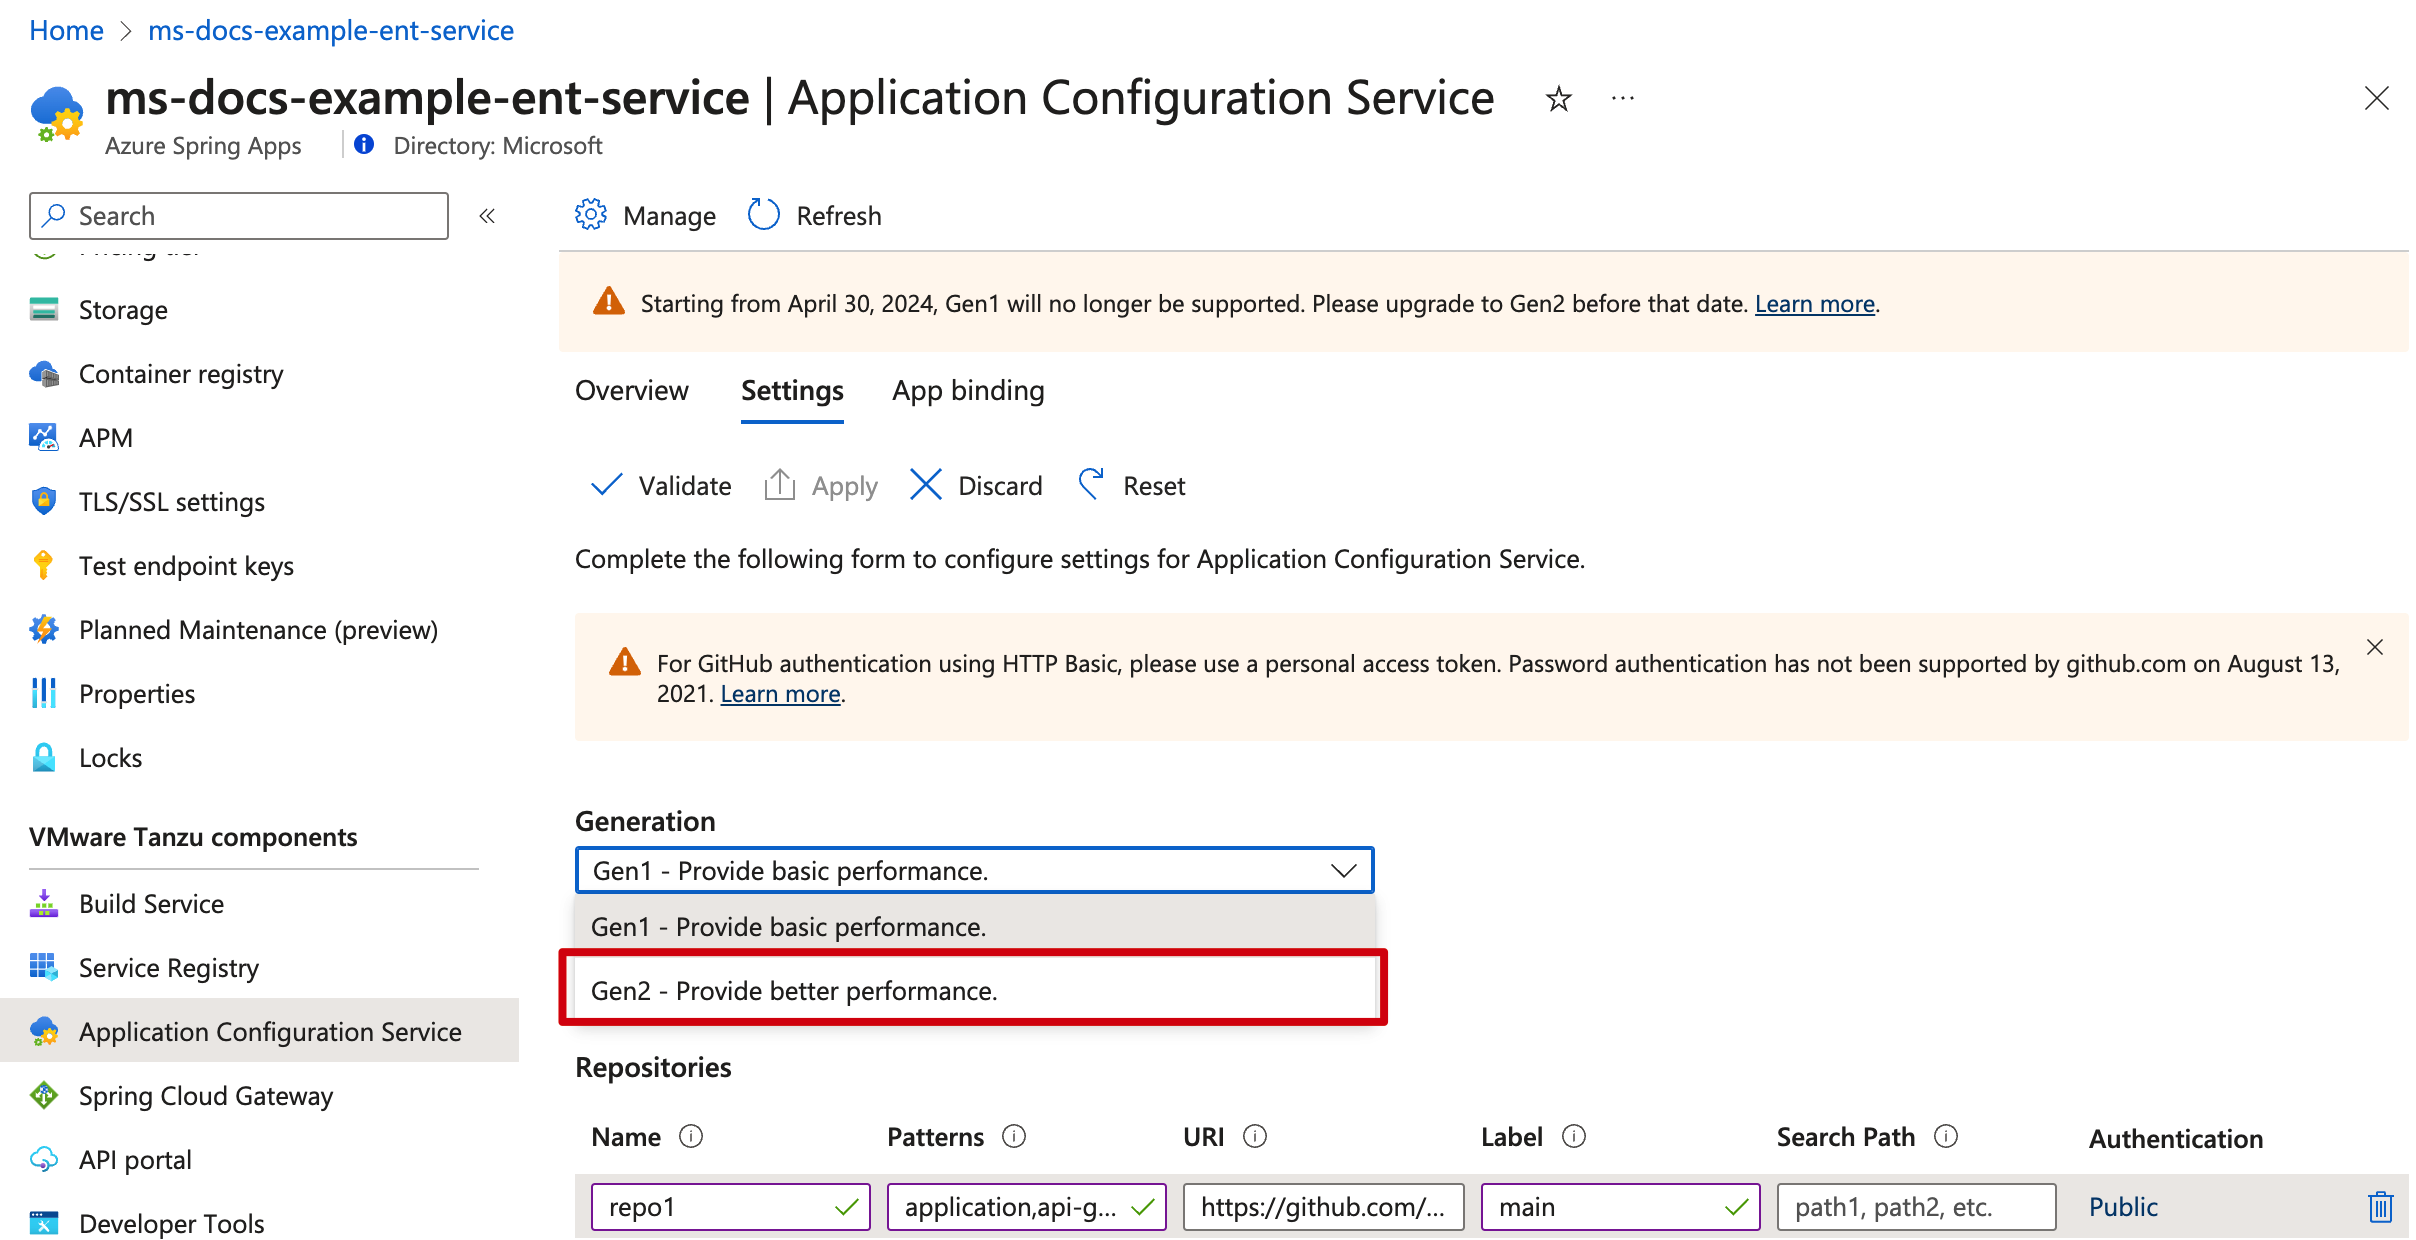 Home > ms-docs-example-ent-service
ms-docs-example-ent-service | Application Configuration Service
Azure Spring Apps
Directory: Microsoft
Search
Manage
Refresh
Starting from April 30, 2024, Gen1 will no longer be supported. Please upgrade to Gen2 before that date. Learn more.
Storage
Container registry
APM
TLS/SSL settings
Test endpoint keys
Planned Maintenance (preview)
Properties
Locks
VMware Tanzu components
Build Service
Service Registry
Application Configuration Service
Spring Cloud Gateway
API portal
Developer Tools
Overview
Settings
App binding
Validate
Apply
Discard
Reset
Complete the following form to configure settings for Application Configuration Service.
For GitHub authentication using HTTP Basic, please use a personal access token. Password authentication has not been supported by github.com on August 13,
2021. Learn more.
Generation
Gen1 - Provide basic performance.
Gen1 - Provide basic performance.
Gen2 - Provide better performance.
Repositories
Name Patterns URI Label Search Path Authentication
repo1 application,api-g... https://github.com/... main path1, path2, etc. Public